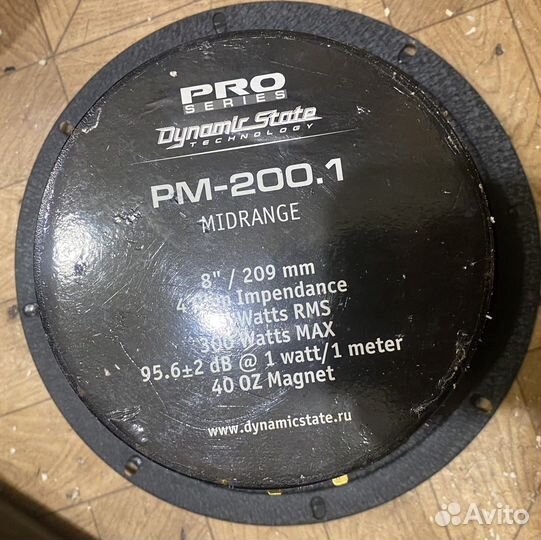 PRO
SERIES
Dynamic State
TECHNOLOGY
PM-200.1
MIDRANGE
8" / 209 mm
4 Impendance
Watts RMS
300 Watts MAX
95.6±2 dB @ 1 watt/1 meter
40 OZ Magnet
www.dynamicstate.ru
Avito